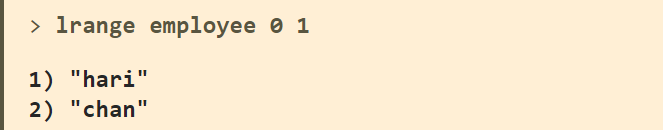 > lrange employee 0 1
1) "hari"
2) "chan"